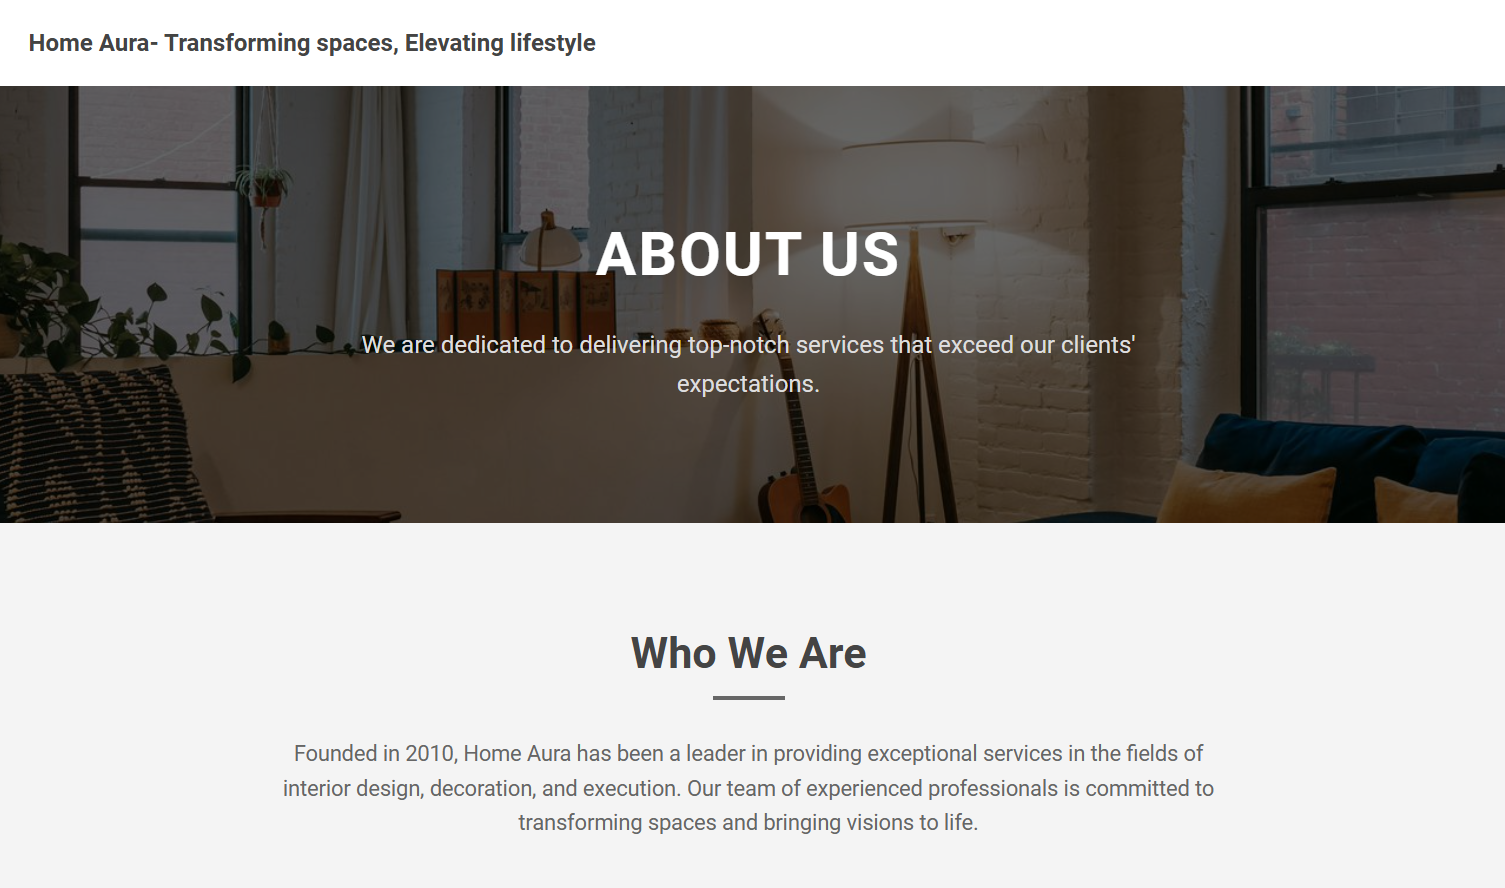 Home Aura- Transforming spaces, Elevating lifestyle
ABOUT US
We are dedicated to delivering top-notch services that exceed our clients'
expectations.
Who We Are
Founded in 2010, Home Aura has been a leader in providing exceptional services in the fields of
interior design, decoration, and execution. Our team of experienced professionals is committed to
transforming spaces and bringing visions to life.